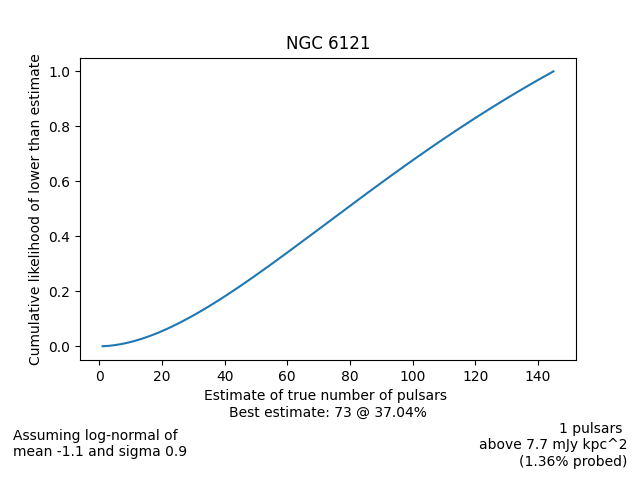 NGC 6121
Cumulative likelihood of lower than estimate
1.0
0.8
0.6
0.4
0.2
0.0
0 20 40 60 80 100 120 140
Estimate of true number of pulsars
Best estimate: 73 @ 37.04%
Assuming log-normal of
mean -1.1 and sigma 0.9
1 pulsars
above 7.7 mJy kpc^2
(1.36% probed)